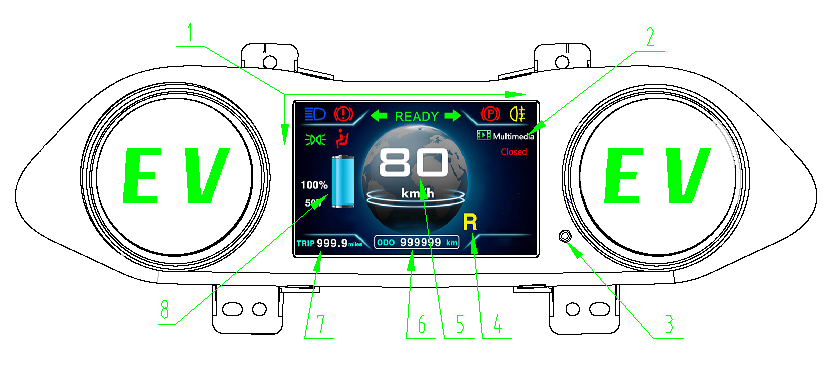 1
2
READY
Multimedia
Closed
EV
80
EV
km/h
100%
50%
R
TRIP 999.9 miles
ODO 999999 km
8
7
6
5
4
3